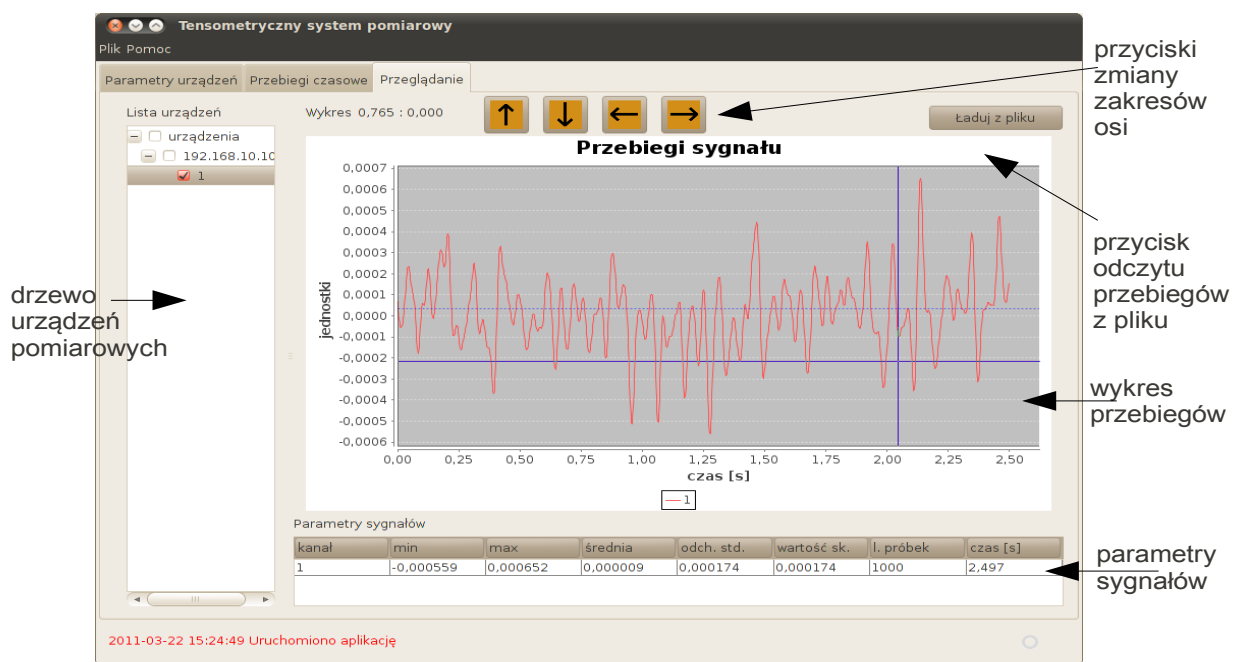 Tensometryczny system pomiarowy
Plik Pomoc
Parametry urządzeń Przebiegi czasowe Przeglądanie
Lista urządzeń
urządzenia
192.168.10.10
1
Wykres 0,765 : 0,000
Ładuj z pliku
Przebiegi sygnału
0,0007
0,0006
0,0005
0,0004
0,0003
0,0002
0,0001
0,0000
-0,0001
-0,0002
-0,0003
-0,0004
-0,0005
-0,0006
jednostki
0,00 0,25 0,50 0,75 1,00 1,25 1,50 1,75 2,00 2,25 2,50
czas [s]
1
Parametry sygnałów
kanał min max średnia odch. std. wartość sk. l. próbek czas [s]
1 -0,000559 0,000652 0,000009 0,000174 0,000174 1000 2,497
2011-03-22 15:24:49 Uruchomiono aplikację
drzewo
urządzeń
pomiarowych
przyciski
zmiany
zakresów
osi
przycisk
odczytu
przebiegów
z pliku
wykres
przebiegów
parametry
sygnałów